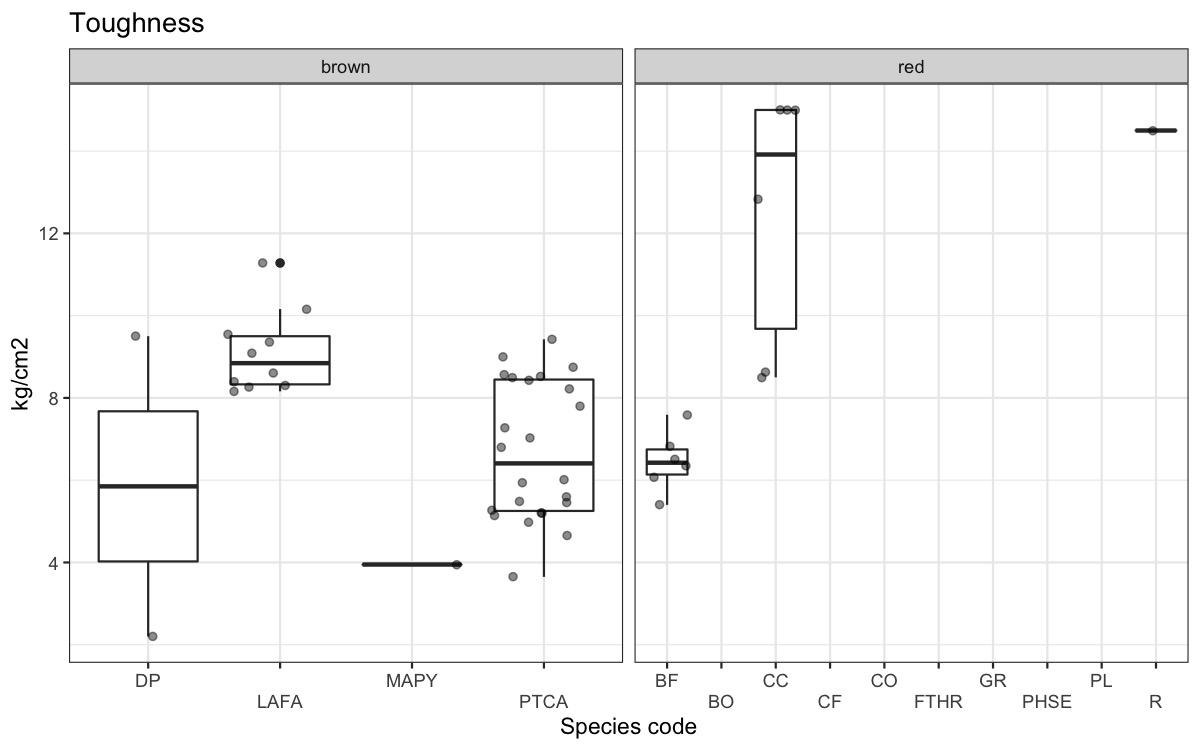 Toughness
brown
red
kg/cm2
12
8
4
DP
LAFA
MAPY
PTCA
BF
BO
CC
CF
CO
FTHR
GR
PHSE
PL
R
Species code